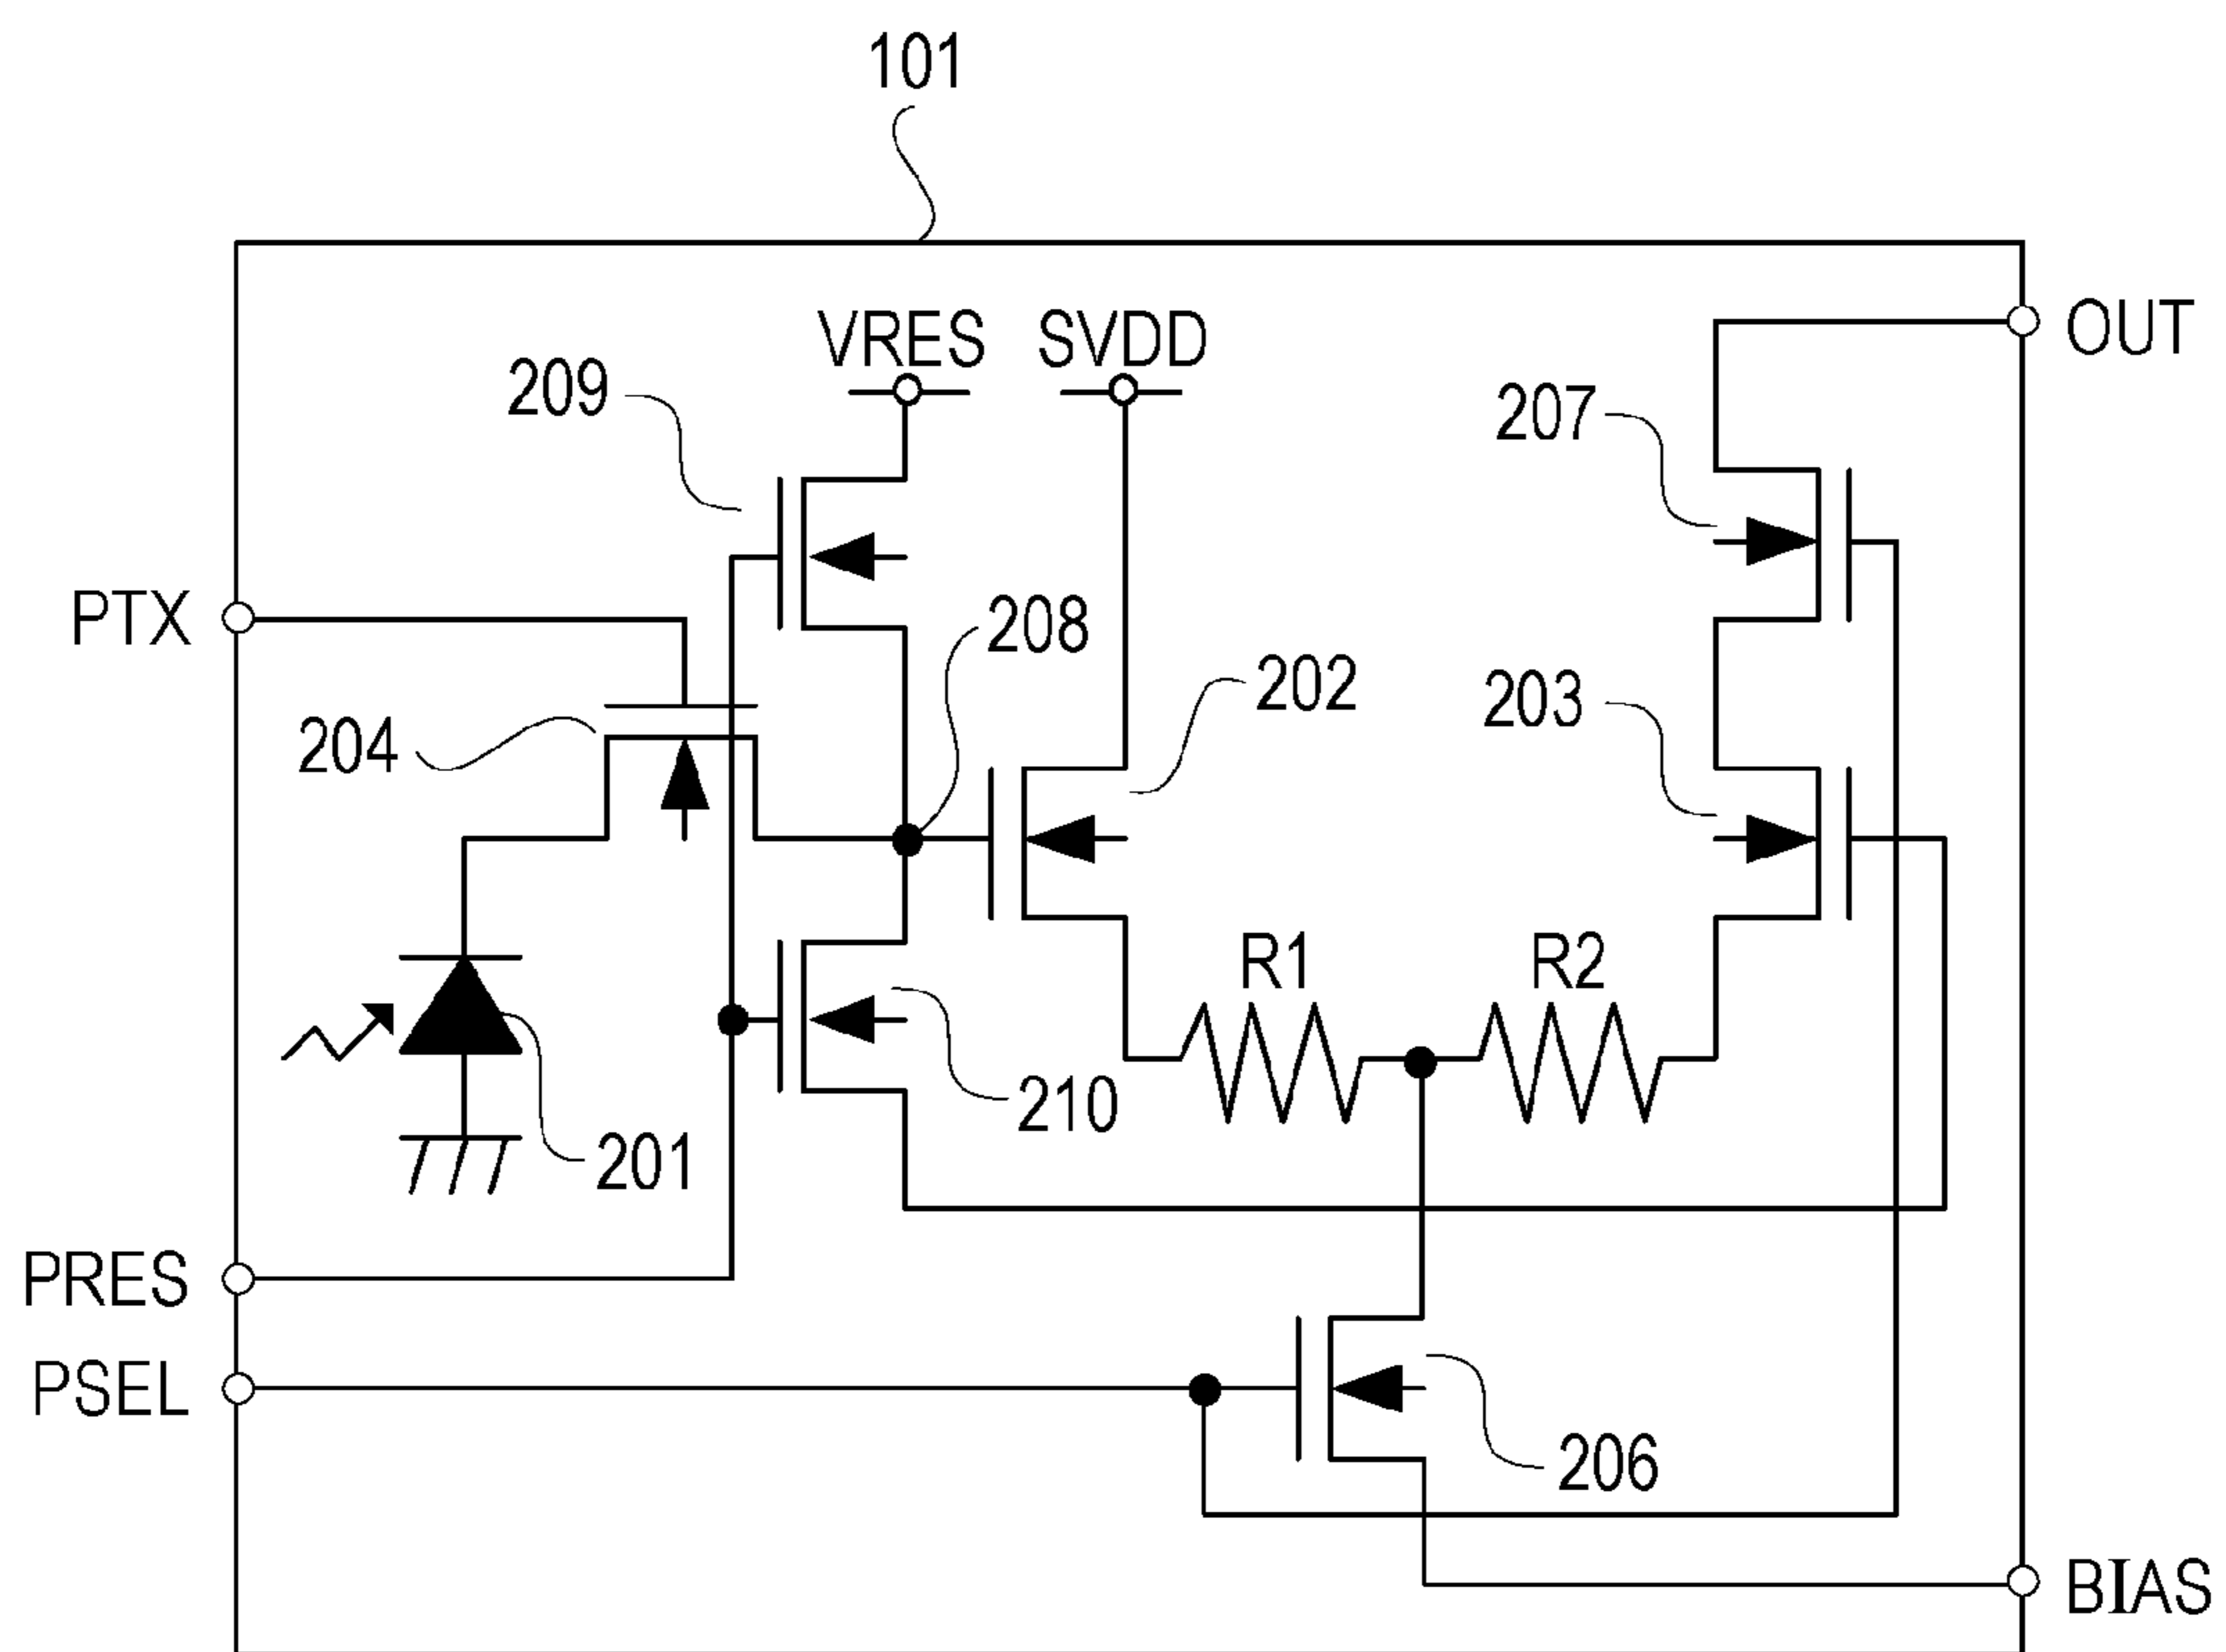 101
VRES
SVDD
OUT
209
207
PTX
208
202
203
204
R1
R2
210
201
PRES
PSEL
206
BIAS